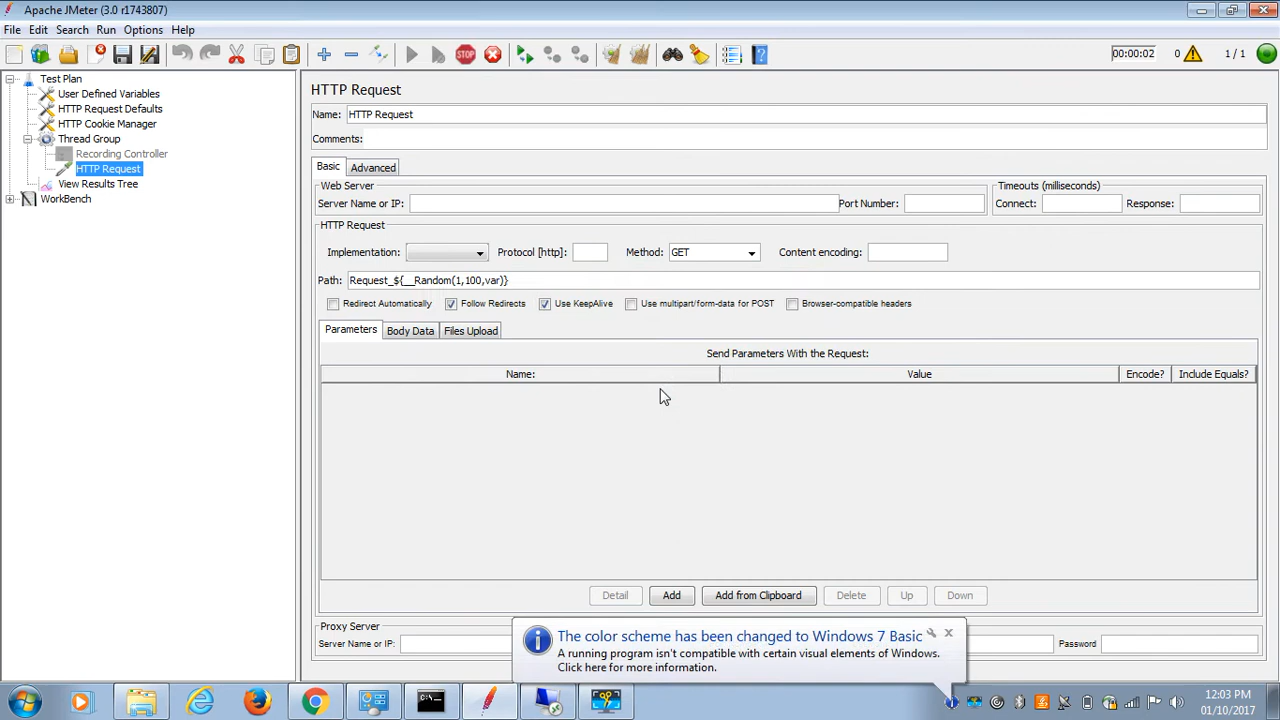 Apache JMeter (3.0 r1743807)
File Edit Search Run Options Help
STOP 00:00:02 0 1 / 1
Test Plan
User Defined Variables
HTTP Request Defaults
HTTP Cookie Manager
Thread Group
Recording Controller
HTTP Request
View Results Tree
WorkBench
HTTP Request
Name: HTTP Request
Comments:
Basic Advanced
Web Server
Timeouts (milliseconds)
Server Name or IP: Port Number: Connect: Response:
HTTP Request
Implementation: Protocol [http]: Method: GET Content encoding:
Path: Request_${__Random(1,100,var)}
Redirect Automatically Follow Redirects Use KeepAlive Use multipart/form-data for POST Browser-compatible headers
Parameters Body Data Files Upload
Send Parameters With the Request:
Name: Value Encode? Include Equals?
Detail Add Add from Clipboard Delete Up Down
Proxy Server
Server Name or IP: Password
The color scheme has been changed to Windows 7 Basic
A running program isn't compatible with certain visual elements of Windows.
Click here for more information.
12:03 PM
01/10/2017